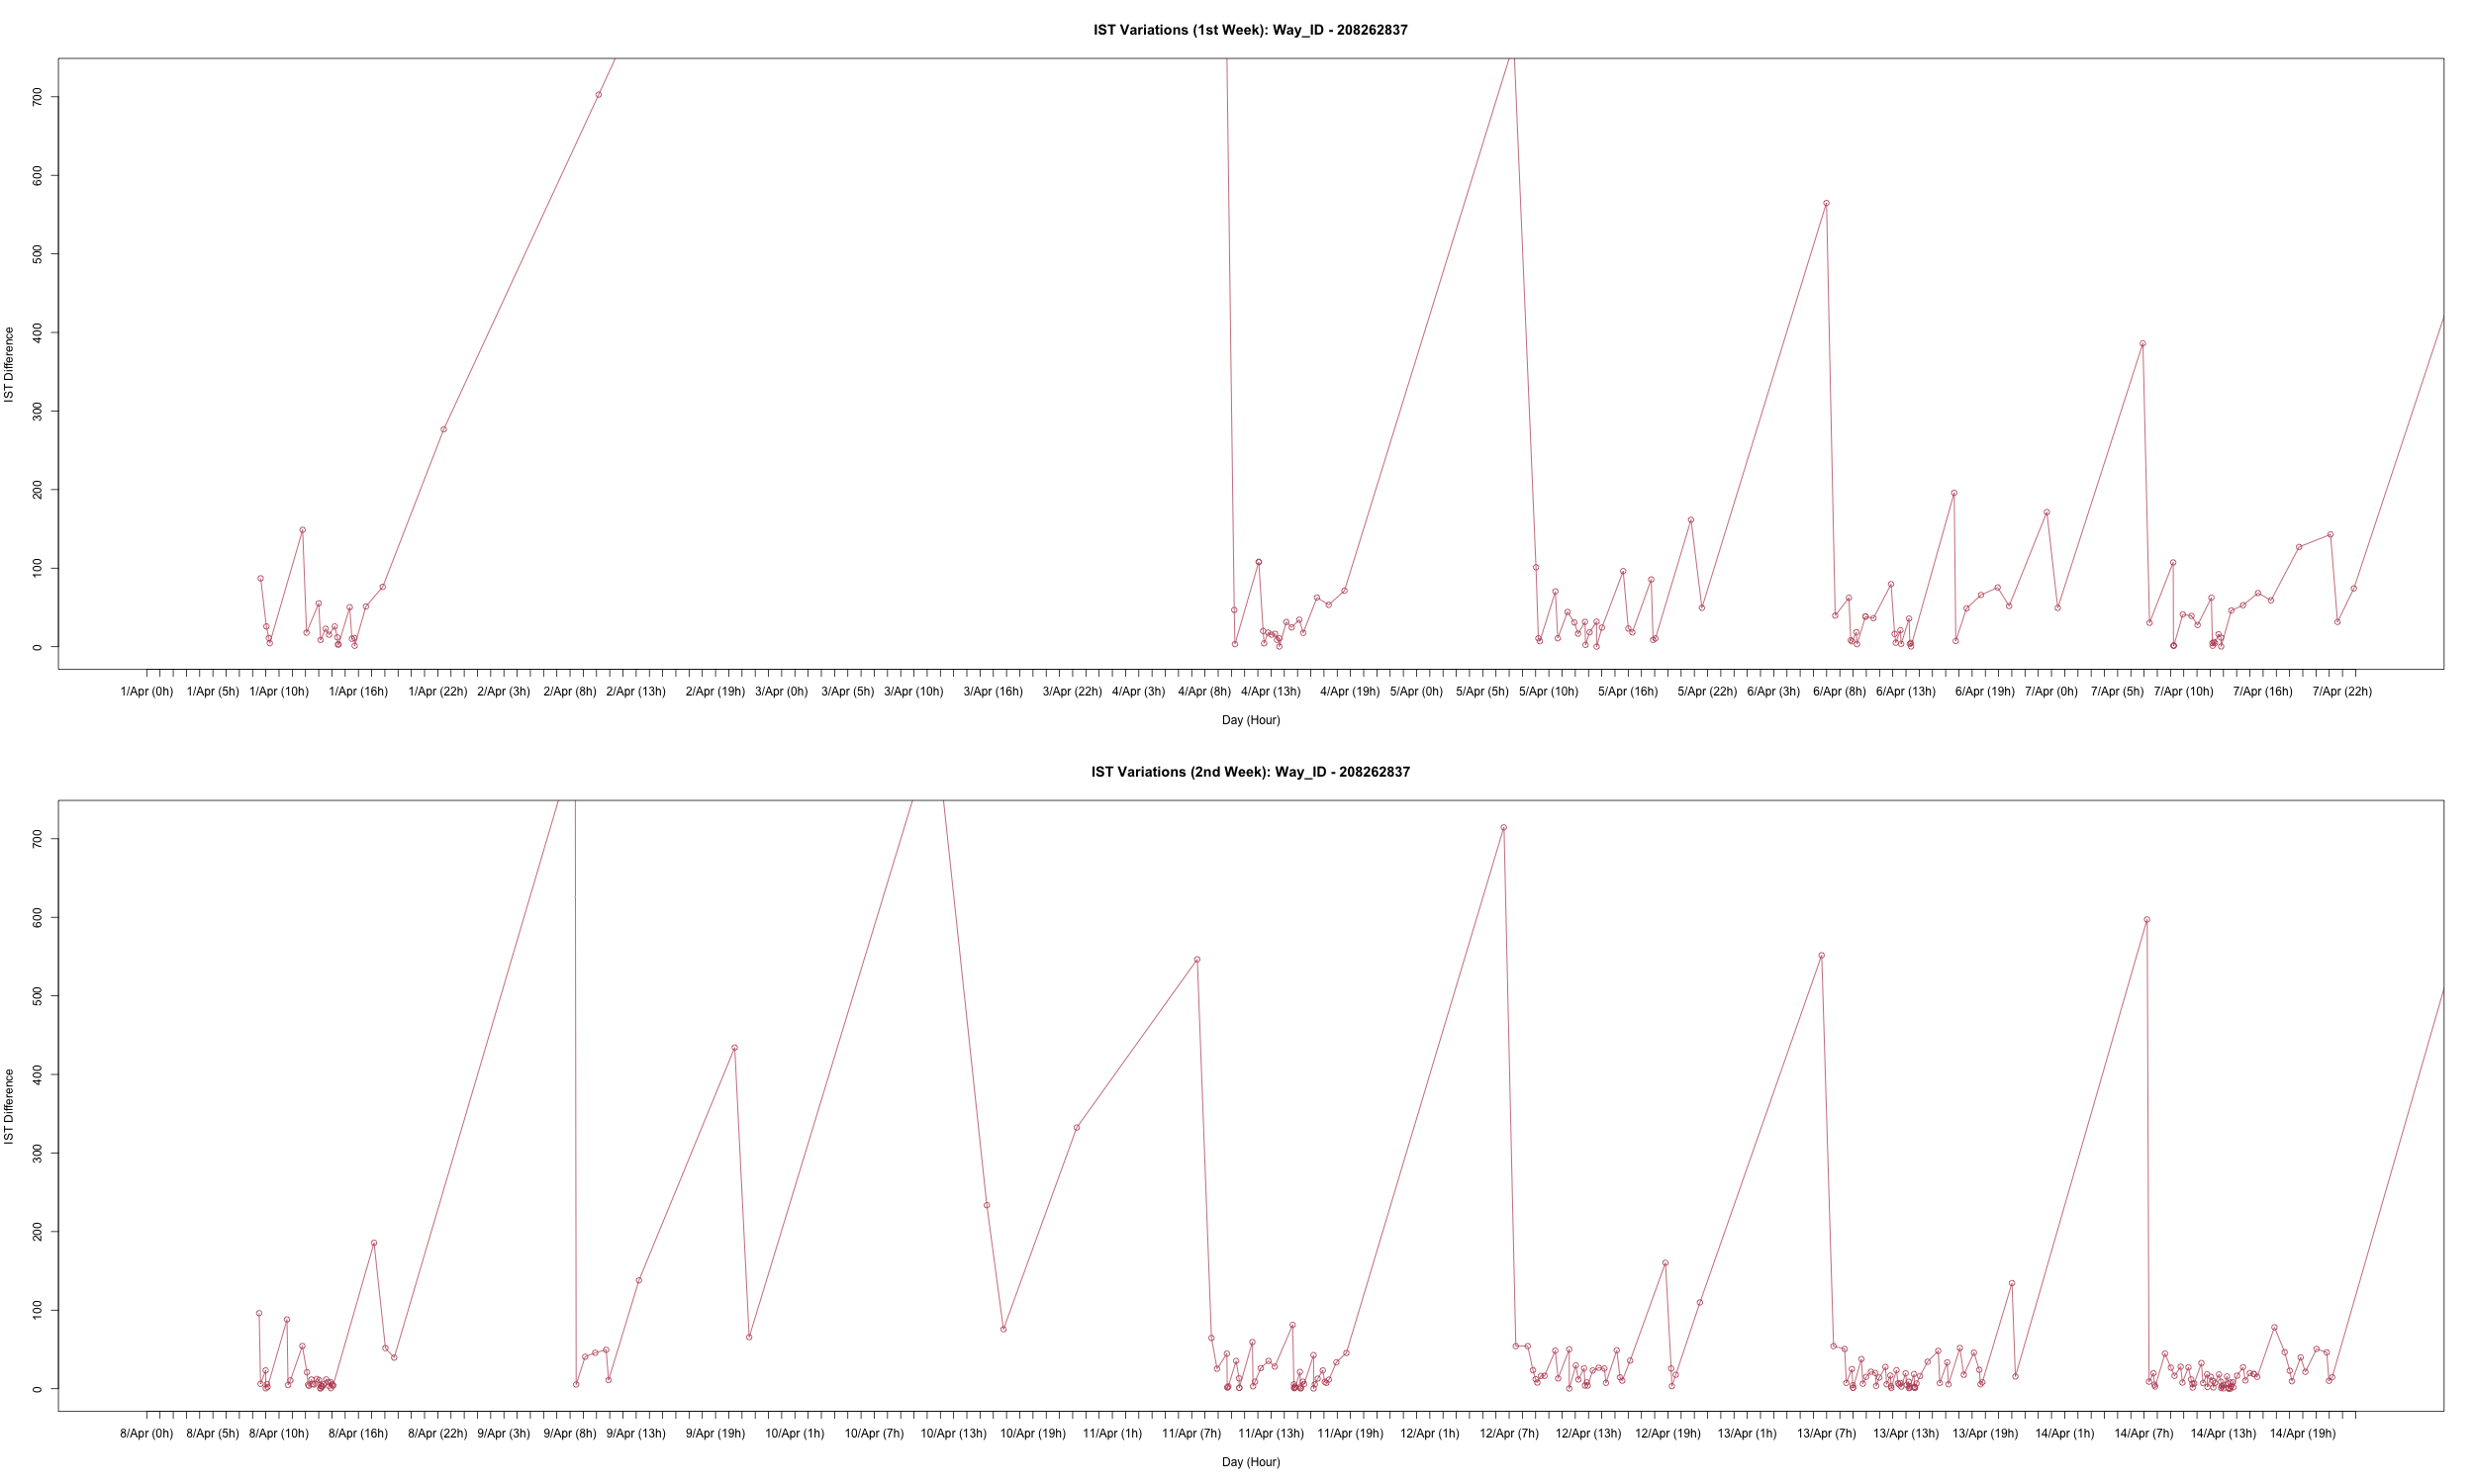 IST Variations (1st Week): Way_ID - 208262837
IST Difference
700
600
500
400
300
200
100
0
1/Apr (0h) 1/Apr (5h) 1/Apr (10h) 1/Apr (16h) 1/Apr (22h) 2/Apr (3h) 2/Apr (8h) 2/Apr (13h) 2/Apr (19h) 3/Apr (0h) 3/Apr (5h) 3/Apr (10h) 3/Apr (16h) 3/Apr (22h) 4/Apr (3h) 4/Apr (8h) 4/Apr (13h) 4/Apr (19h) 5/Apr (0h) 5/Apr (5h) 5/Apr (10h) 5/Apr (16h) 5/Apr (22h) 6/Apr (3h) 6/Apr (8h) 6/Apr (13h) 6/Apr (19h) 7/Apr (0h) 7/Apr (5h) 7/Apr (10h) 7/Apr (16h) 7/Apr (22h)
Day (Hour)
IST Variations (2nd Week): Way_ID - 208262837
IST Difference
700
600
500
400
300
200
100
0
8/Apr (0h) 8/Apr (5h) 8/Apr (10h) 8/Apr (16h) 8/Apr (22h) 9/Apr (3h) 9/Apr (8h) 9/Apr (13h) 9/Apr (19h) 10/Apr (1h) 10/Apr (7h) 10/Apr (13h) 10/Apr (19h) 11/Apr (1h) 11/Apr (7h) 11/Apr (13h) 11/Apr (19h) 12/Apr (1h) 12/Apr (7h) 12/Apr (13h) 12/Apr (19h) 13/Apr (1h) 13/Apr (7h) 13/Apr (13h) 13/Apr (19h) 14/Apr (1h) 14/Apr (7h) 14/Apr (13h) 14/Apr (19h)
Day (Hour)